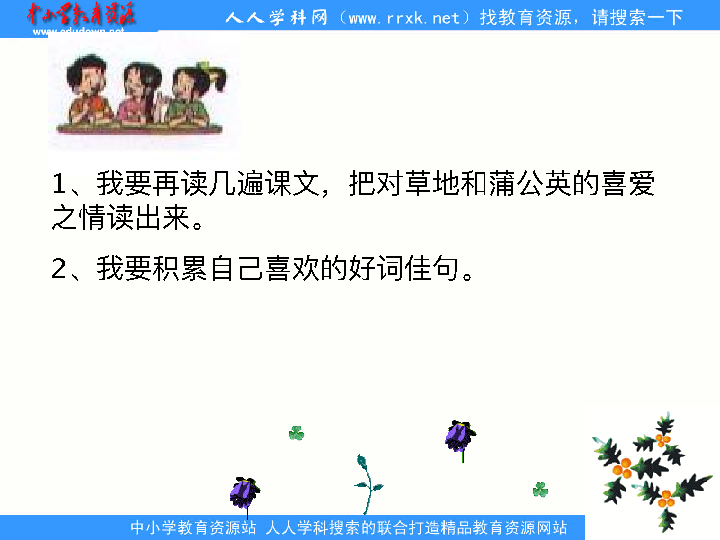 中小学教育资源
www.edudown.net
人人学科网（www.rrxk.net）找教育资源，请搜索一下
1、我要再读几遍课文，把对草地和蒲公英的喜爱
之情读出来。
2、我要积累自己喜欢的好词佳句。
中小学教育资源站 人人学科搜索的联合打造精品教育资源网站